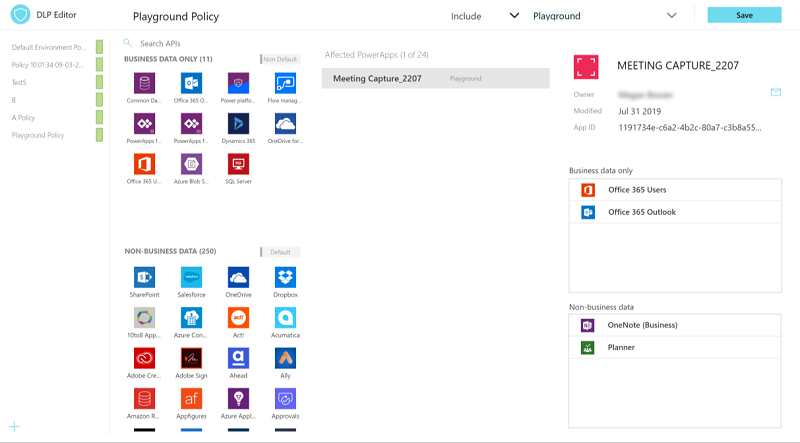 DLP Editor
Playground Policy
Include
Playground
Save
Default Environment Po...
Policy 10:01:34 09-03-2...
Test5
B
A Policy
Playground Policy
Search APIs
BUSINESS DATA ONLY (11)
Non Default
Common Da...
Office 365 O...
Power platfo...
Flow manag...
PowerApps f...
PowerApps f...
Dynamics 365
OneDrive for...
Office 365 U...
Azure Blob S...
SQL Server
NON-BUSINESS DATA (250)
Default
SharePoint
Salesforce
OneDrive
Dropbox
10to8 App...
Azure Con...
Act!
Acumatica
Adobe Cre...
Adobe Sign
Ahead
Ally
Amazon R...
Appfigures
Azure Appl...
Approvals
Affected PowerApps (1 of 24)
Meeting Capture_2207
Playground
MEETING CAPTURE_2207
Owner
Modified
Jul 31 2019
App ID
1191734e-c6a2-4b2c-80a7-c3b8a55...
Business data only
Office 365 Users
Office 365 Outlook
Non-business data
OneNote (Business)
Planner